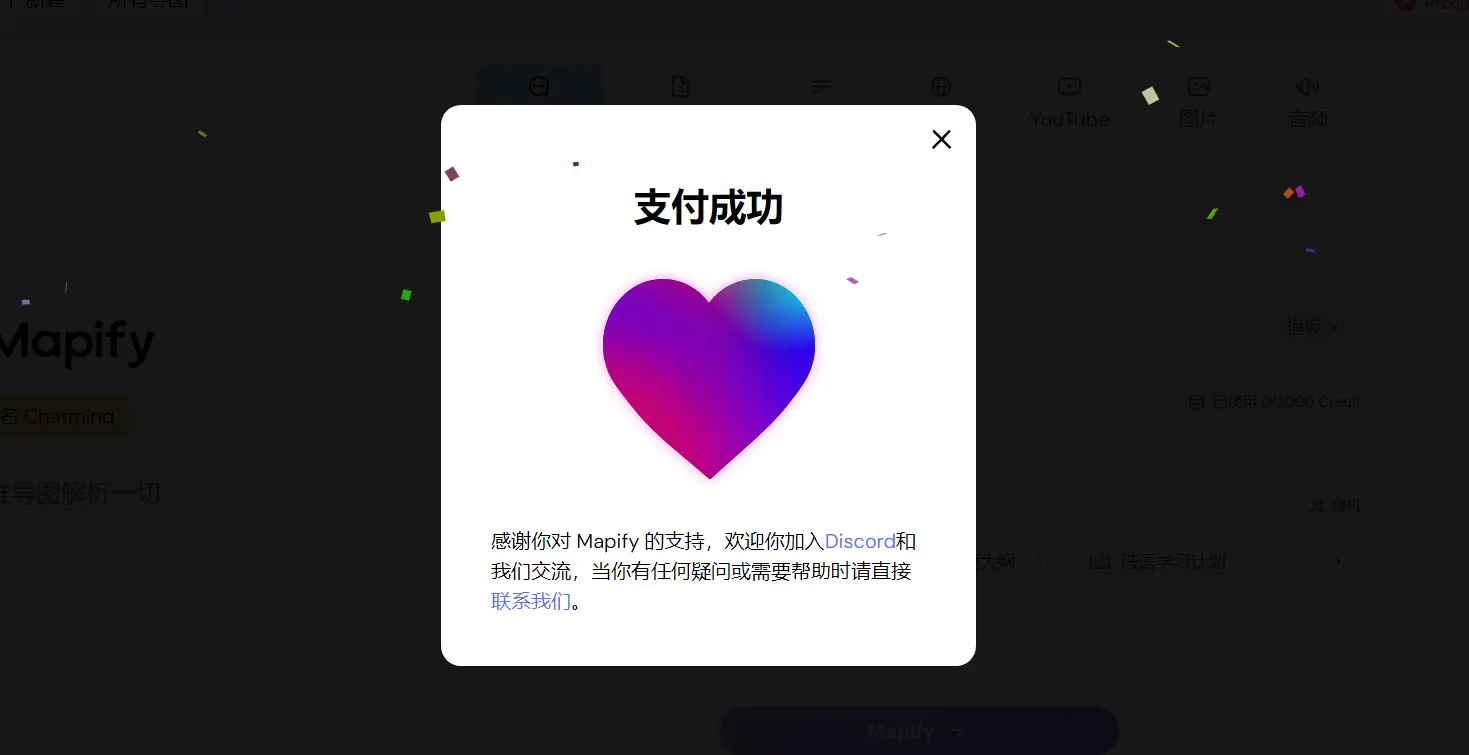 新建
所有导图
Produ
YouTube
图片
音频
支付成功
Mapify
模板
已使用 0/2000 Credit
名 Chatmind
导图解析一切
随机
感谢你对 Mapify 的支持，欢迎你加入Discord和
我们交流，当你有任何疑问或需要帮助时请直接
联系我们。
大纲
法语学习计划
Mapify